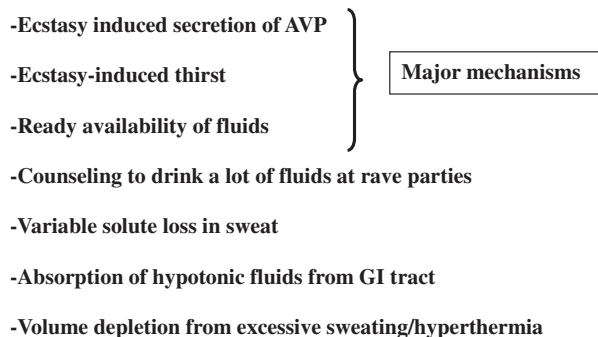 -Ecstasy induced secretion of AVP
-Ecstasy-induced thirst
Major mechanisms
-Ready availability of fluids
-Counseling to drink a lot of fluids at rave parties
-Variable solute loss in sweat
-Absorption of hypotonic fluids from GI tract
-Volume depletion from excessive sweating/hyperthermia